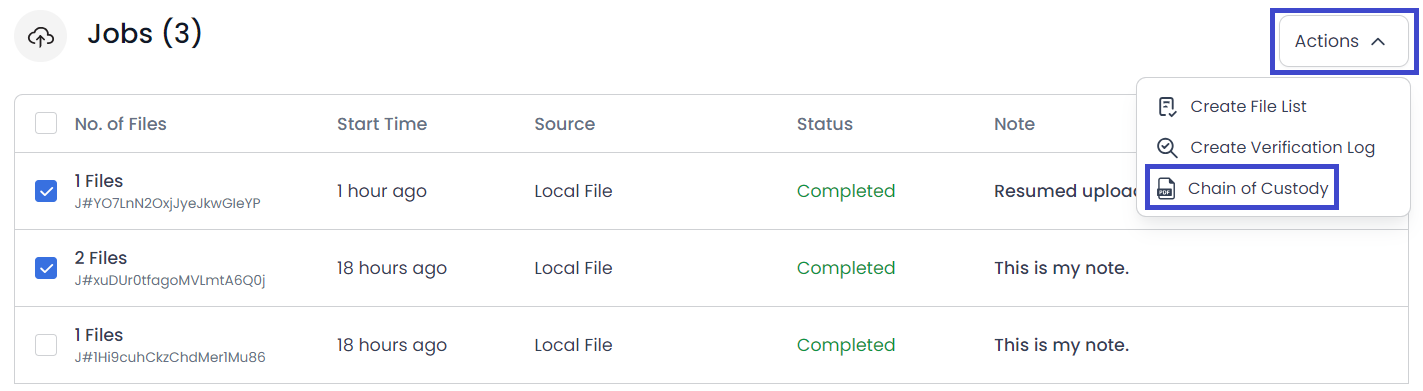 Jobs (3)
Actions
Create File List
Create Verification Log
PDF Chain of Custody
No. of Files Start Time Source Status Note
1 Files 1 hour ago Local File Completed Resumed upload
J#YO7LnN2OxjJyeJkwGIeYP
2 Files 18 hours ago Local File Completed This is my note.
J#xuDUr0tfagoMVLmtA6Q0j
1 Files 18 hours ago Local File Completed This is my note.
J#1Hi9cuhCkzChdMer1Mu86